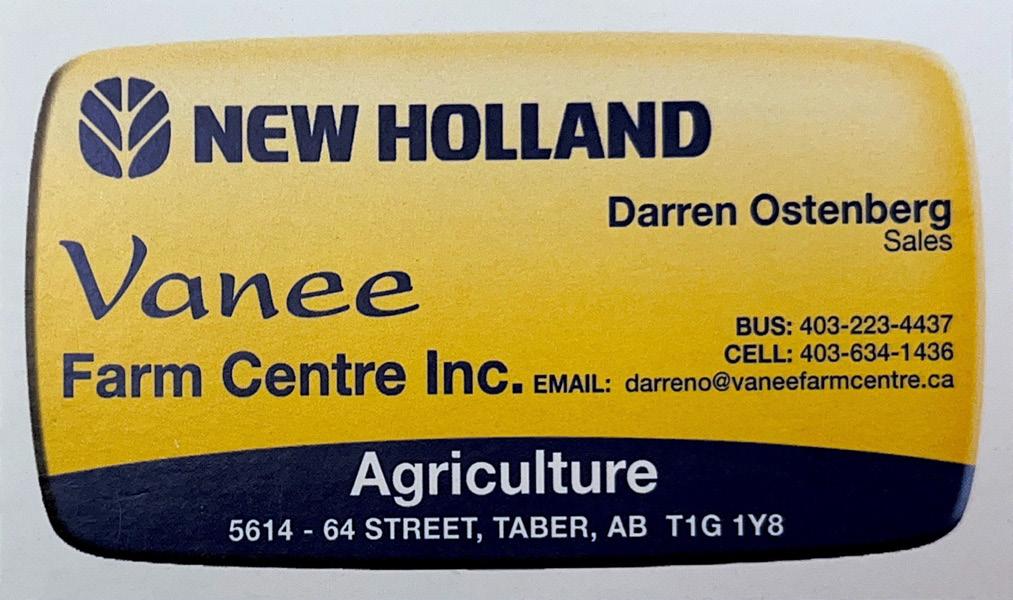 NEW HOLLAND
Darren Ostenberg
Sales
Vanee
Farm Centre Inc.
BUS: 403-223-4437
CELL: 403-634-1436
EMAIL: darreno@vaneefarmcentre.ca
Agriculture
5614 - 64 STREET, TABER, AB T1G 1Y8